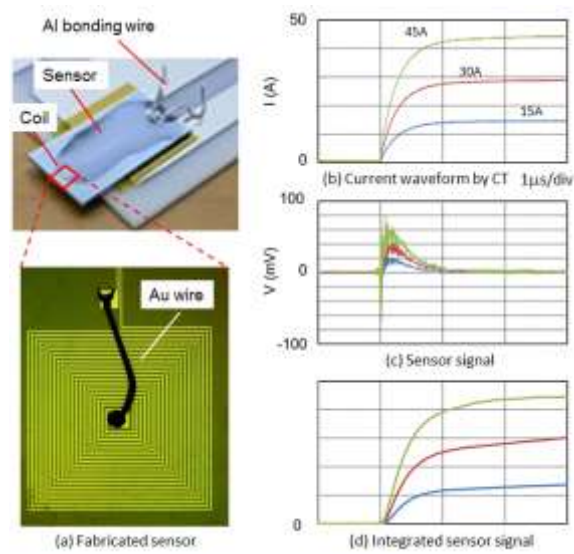 Al bonding wire
Sensor
Coil
Au wire
(a) Fabricated sensor
50
I (A)
45A
30A
15A
0
(b) Current waveform by CT 1μs/div
100
V (mV)
0
-100
(c) Sensor signal
0
(d) Integrated sensor signal